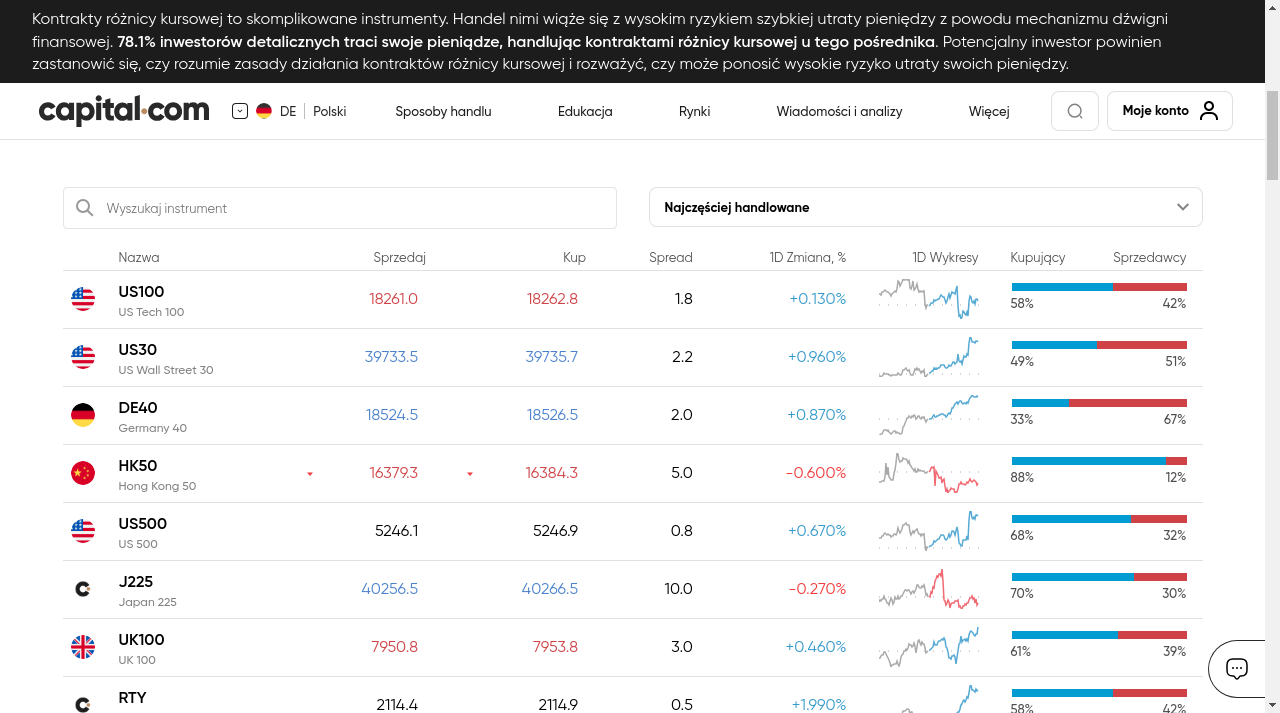 Kontrakty różnicy kursowej to skomplikowane instrumenty. Handel nimi wiąże się z wysokim ryzykiem szybkiej utraty pieniędzy z powodu mechanizmu dźwigni
finansowej. 78.1% inwestorów detalicznych traci swoje pieniądze, handlując kontraktami różnicy kursowej u tego pośrednika. Potencjalny inwestor powinien
zastanowić się, czy rozumie zasady działania kontraktów różnicy kursowej i rozważyć, czy może ponosić wysokie ryzyko utraty swoich pieniędzy.
capital.com DE Polski Sposoby handlu Edukacja Rynki Wiadomości i analizy Więcej Moje konto
Wyszukaj instrument Najczęściej handlowane
Nazwa Sprzedaj Kup Spread 1D Zmiana, % 1D Wykresy Kupujący Sprzedawcy
US100 18261.0 18262.8 1.8 +0.130% 58% 42%
US Tech 100
US30 39733.5 39735.7 2.2 +0.960% 49% 51%
US Wall Street 30
DE40 18524.5 18526.5 2.0 +0.870% 33% 67%
Germany 40
HK50 16379.3 16384.3 5.0 -0.600% 88% 12%
Hong Kong 50
US500 5246.1 5246.9 0.8 +0.670% 68% 32%
US 500
J225 40256.5 40266.5 10.0 -0.270% 70% 30%
Japan 225
UK100 7950.8 7953.8 3.0 +0.460% 61% 39%
UK 100
RTY 2114.4 2114.9 0.5 +1.990% 58% 42%